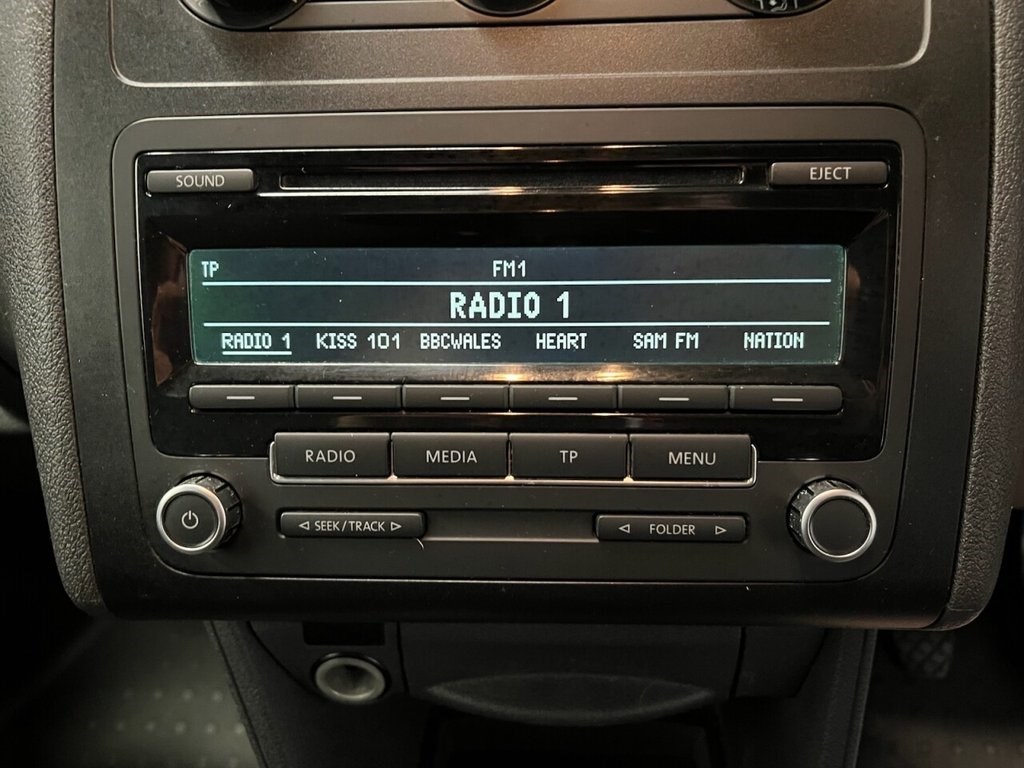 SOUND EJECT
TP FM1
RADIO 1
RADIO 1 KISS 101 BBCWALES HEART SAM FM NATION
RADIO MEDIA TP MENU
SEEK/TRACK FOLDER